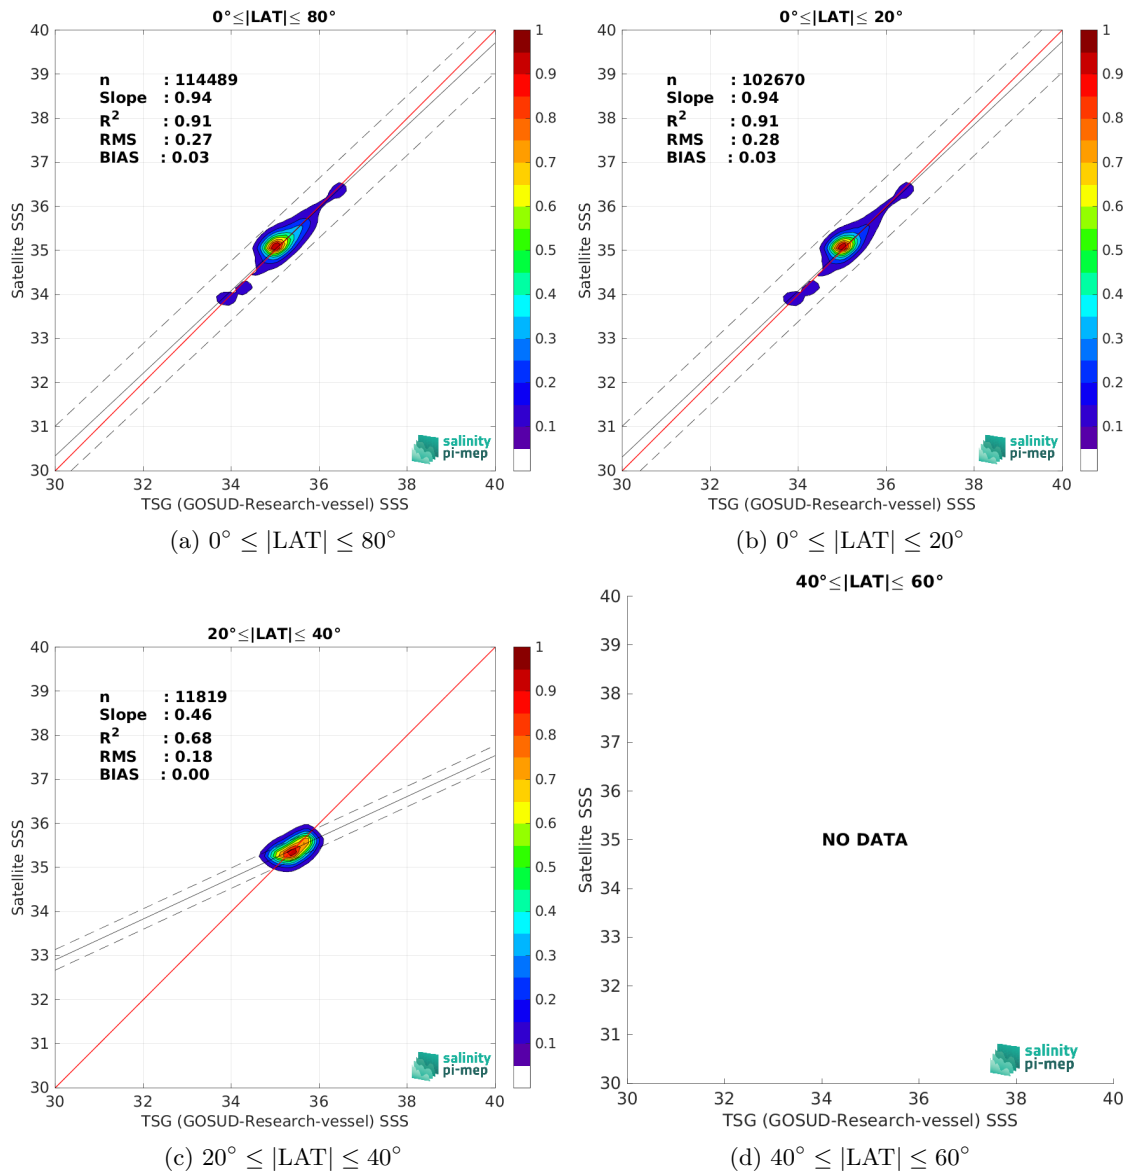 0°≤|LAT|≤ 80°
40
39
38
37
36
35
34
33
32
31
30
Satellite SSS
n : 114489
Slope : 0.94
R2 : 0.91
RMS : 0.27
BIAS : 0.03
salinity
pi-mep
30 32 34 36 38 40
TSG (GOSUD-Research-vessel) SSS
1
0.9
0.8
0.7
0.6
0.5
0.4
0.3
0.2
0.1
(a) 0° ≤ |LAT| ≤ 80°
0°≤|LAT|≤ 20°
40
39
38
37
36
35
34
33
32
31
30
Satellite SSS
n : 102670
Slope : 0.94
R2 : 0.91
RMS : 0.28
BIAS : 0.03
salinity
pi-mep
30 32 34 36 38 40
TSG (GOSUD-Research-vessel) SSS
1
0.9
0.8
0.7
0.6
0.5
0.4
0.3
0.2
0.1
(b) 0° ≤ |LAT| ≤ 20°
20°≤|LAT|≤ 40°
40
39
38
37
36
35
34
33
32
31
30
Satellite SSS
n : 11819
Slope : 0.46
R2 : 0.68
RMS : 0.18
BIAS : 0.00
salinity
pi-mep
30 32 34 36 38 40
TSG (GOSUD-Research-vessel) SSS
1
0.9
0.8
0.7
0.6
0.5
0.4
0.3
0.2
0.1
(c) 20° ≤ |LAT| ≤ 40°
40°≤|LAT|≤ 60°
40
39
38
37
36
35
34
33
32
31
30
Satellite SSS
NO DATA
salinity
pi-mep
30 32 34 36 38 40
TSG (GOSUD-Research-vessel) SSS
(d) 40° ≤ |LAT| ≤ 60°